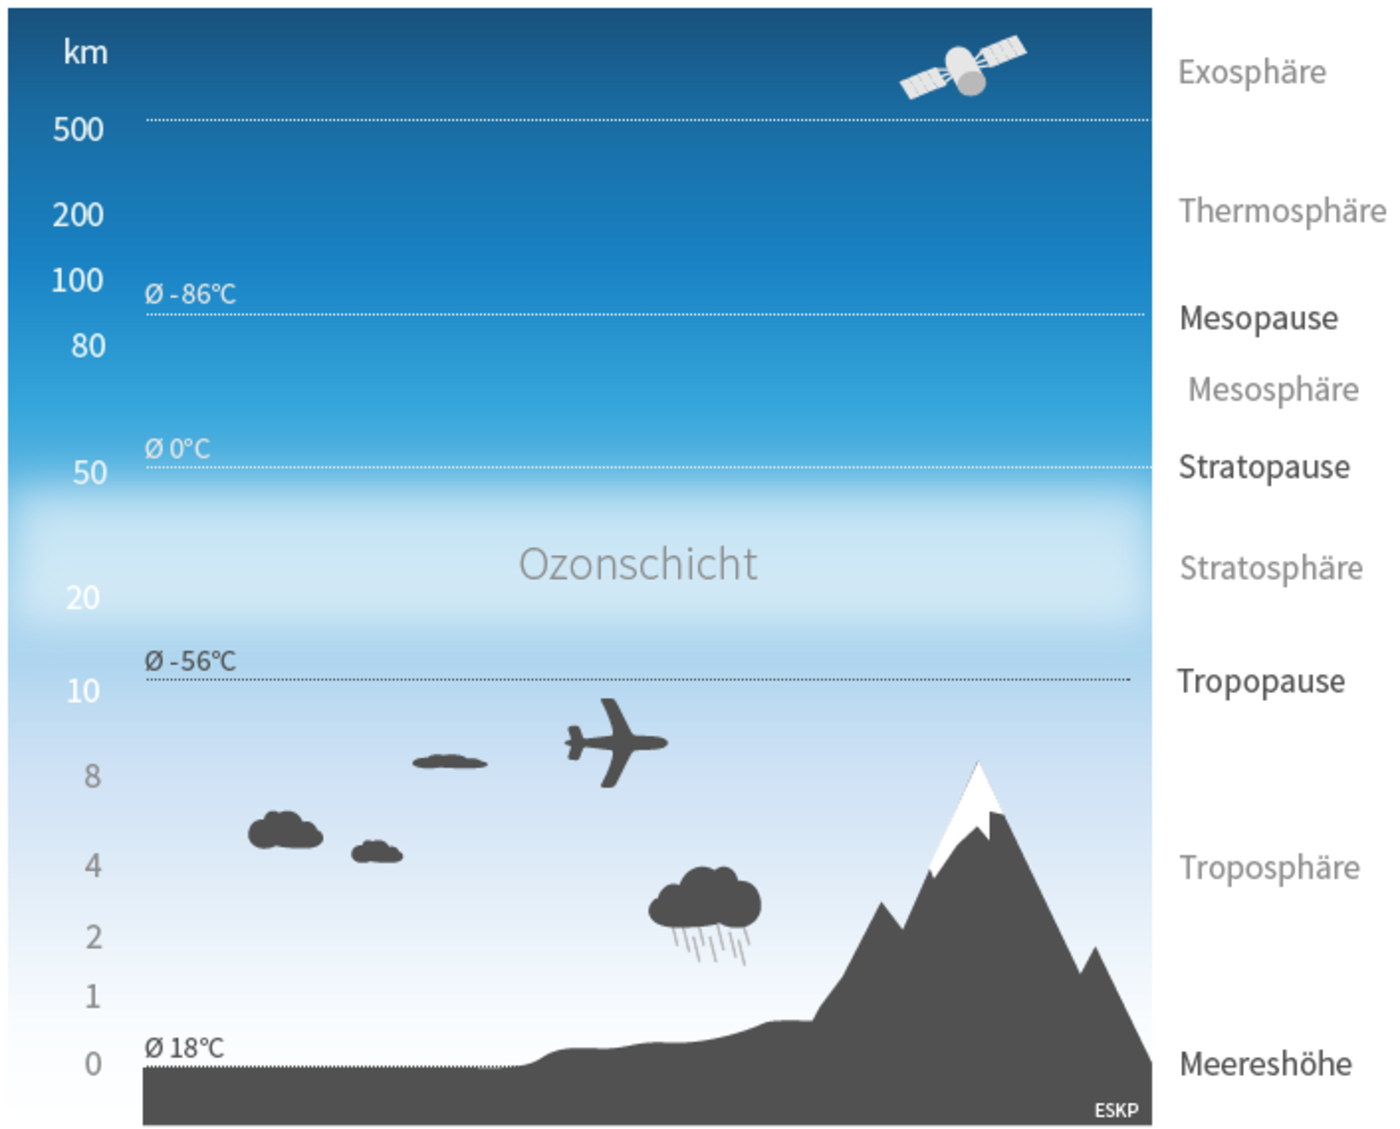 km
Exosphäre
500
200
Thermosphäre
100
Ø -86°C
Mesopause
80
Mesosphäre
Ø 0°C
50
Stratopause
Ozonschicht
Stratosphäre
20
Ø -56°C
10
Tropopause
8
4
Troposphäre
2
1
Ø 18°C
0
Meereshöhe
ESKP